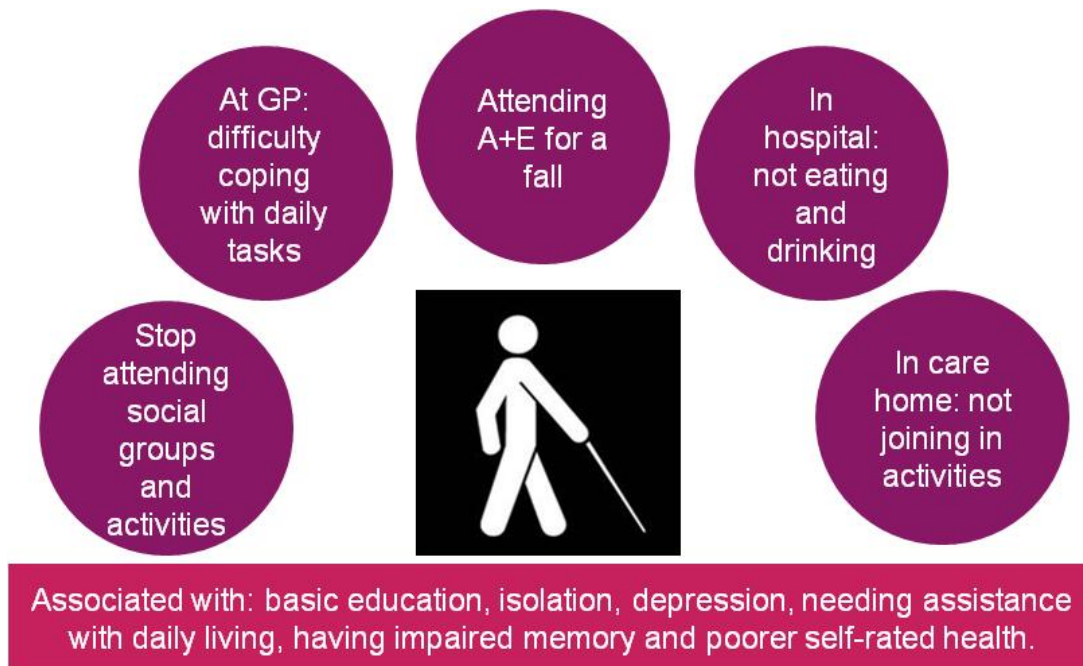 Stop
attending
social
groups
and
activities
At GP:
difficulty
coping
with daily
tasks
Attending
A+E for a
fall
In
hospital:
not eating
and
drinking
In care
home: not
joining in
activities
Associated with: basic education, isolation, depression, needing assistance
with daily living, having impaired memory and poorer self-rated health.